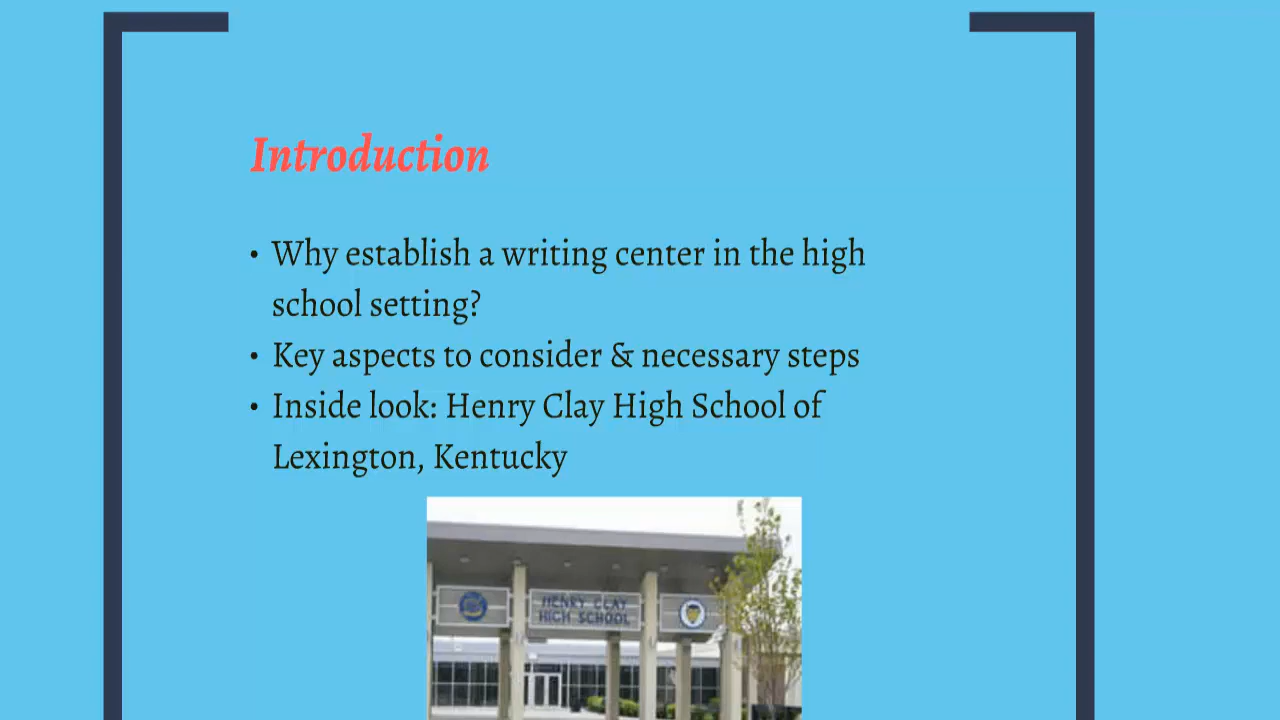 Introduction
• Why establish a writing center in the high
school setting?
• Key aspects to consider & necessary steps
• Inside look: Henry Clay High School of
Lexington, Kentucky
HENRY CLAY
HIGH SCHOOL